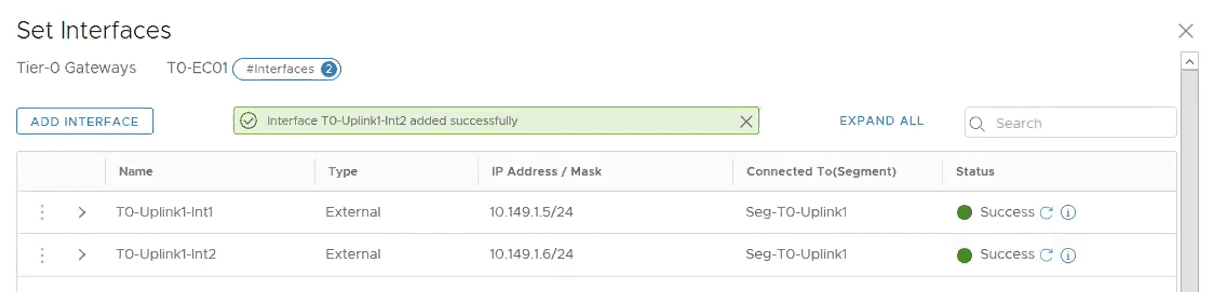 Set Interfaces
Tier-0 Gateways T0-EC01 #Interfaces 2
ADD INTERFACE Interface T0-Uplink1-Int2 added successfully EXPAND ALL Search
Name Type IP Address / Mask Connected To(Segment) Status
T0-Uplink1-Int1 External 10.149.1.5/24 Seg-T0-Uplink1 Success
T0-Uplink1-Int2 External 10.149.1.6/24 Seg-T0-Uplink1 Success